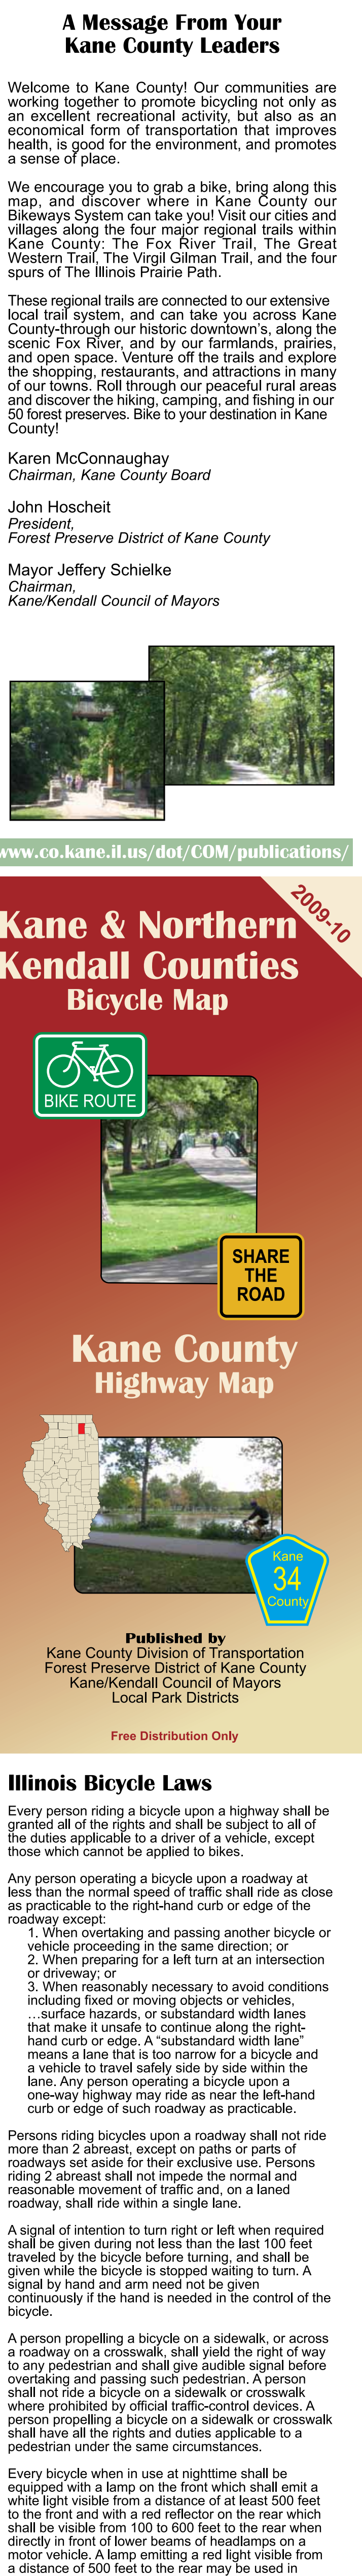 A Message From Your
Kane County Leaders
Welcome to Kane County! Our communities are
working together to promote bicycling not only as
an excellent recreational activity, but also as an
economical form of transportation that improves
health, is good for the environment, and promotes
a sense of place.
We encourage you to grab a bike, bring along this
map, and discover where in Kane County our
Bikeways System can take you! Visit our cities and
villages along the four major regional trails within
Kane County: The Fox River Trail, The Great
Western Trail, The Virgil Gilman Trail, and the four
spurs of The Illinois Prairie Path.
These regional trails are connected to our extensive
local trail system, and can take you across Kane
County-through our historic downtown's, along the
scenic Fox River, and by our farmlands, prairies,
and open space. Venture off the trails and explore
the shopping, restaurants, and attractions in many
of our towns. Roll through our peaceful rural areas
and discover the hiking, camping, and fishing in our
50 forest preserves. Bike to your destination in Kane
County!
Karen McConnaughay
Chairman, Kane County Board
John Hoscheit
President,
Forest Preserve District of Kane County
Mayor Jeffery Schielke
Chairman,
Kane/Kendall Council of Mayors
www.co.kane.il.us/dot/COM/publications/
2009-10
Kane & Northern
Kendall Counties
Bicycle Map
BIKE ROUTE
SHARE
THE
ROAD
Kane County
Highway Map
Kane
34
County
Published by
Kane County Division of Transportation
Forest Preserve District of Kane County
Kane/Kendall Council of Mayors
Local Park Districts
Free Distribution Only
Illinois Bicycle Laws
Every person riding a bicycle upon a highway shall be
granted all of the rights and shall be subject to all of
the duties applicable to a driver of a vehicle, except
those which cannot be applied to bikes.
Any person operating a bicycle upon a roadway at
less than the normal speed of traffic shall ride as close
as practicable to the right-hand curb or edge of the
roadway except:
1. When overtaking and passing another bicycle or
vehicle proceeding in the same direction; or
2. When preparing for a left turn at an intersection
or driveway; or
3. When reasonably necessary to avoid conditions
including fixed or moving objects or vehicles,
…surface hazards, or substandard width lanes
that make it unsafe to continue along the right-
hand curb or edge. A “substandard width lane”
means a lane that is too narrow for a bicycle and
a vehicle to travel safely side by side within the
lane. Any person operating a bicycle upon a
one-way highway may ride as near the left-hand
curb or edge of such roadway as practicable.
Persons riding bicycles upon a roadway shall not ride
more than 2 abreast, except on paths or parts of
roadways set aside for their exclusive use. Persons
riding 2 abreast shall not impede the normal and
reasonable movement of traffic and, on a laned
roadway, shall ride within a single lane.
A signal of intention to turn right or left when required
shall be given during not less than the last 100 feet
traveled by the bicycle before turning, and shall be
given while the bicycle is stopped waiting to turn. A
signal by hand and arm need not be given
continuously if the hand is needed in the control of the
bicycle.
A person propelling a bicycle on a sidewalk, or across
a roadway on a crosswalk, shall yield the right of way
to any pedestrian and shall give audible signal before
overtaking and passing such pedestrian. A person
shall not ride a bicycle on a sidewalk or crosswalk
where prohibited by official traffic-control devices. A
person propelling a bicycle on a sidewalk or crosswalk
shall have all the rights and duties applicable to a
pedestrian under the same circumstances.
Every bicycle when in use at nighttime shall be
equipped with a lamp on the front which shall emit a
white light visible from a distance of at least 500 feet
to the front and with a red reflector on the rear which
shall be visible from 100 to 600 feet to the rear when
directly in front of lower beams of headlamps on a
motor vehicle. A lamp emitting a red light visible from
a distance of 500 feet to the rear may be used in